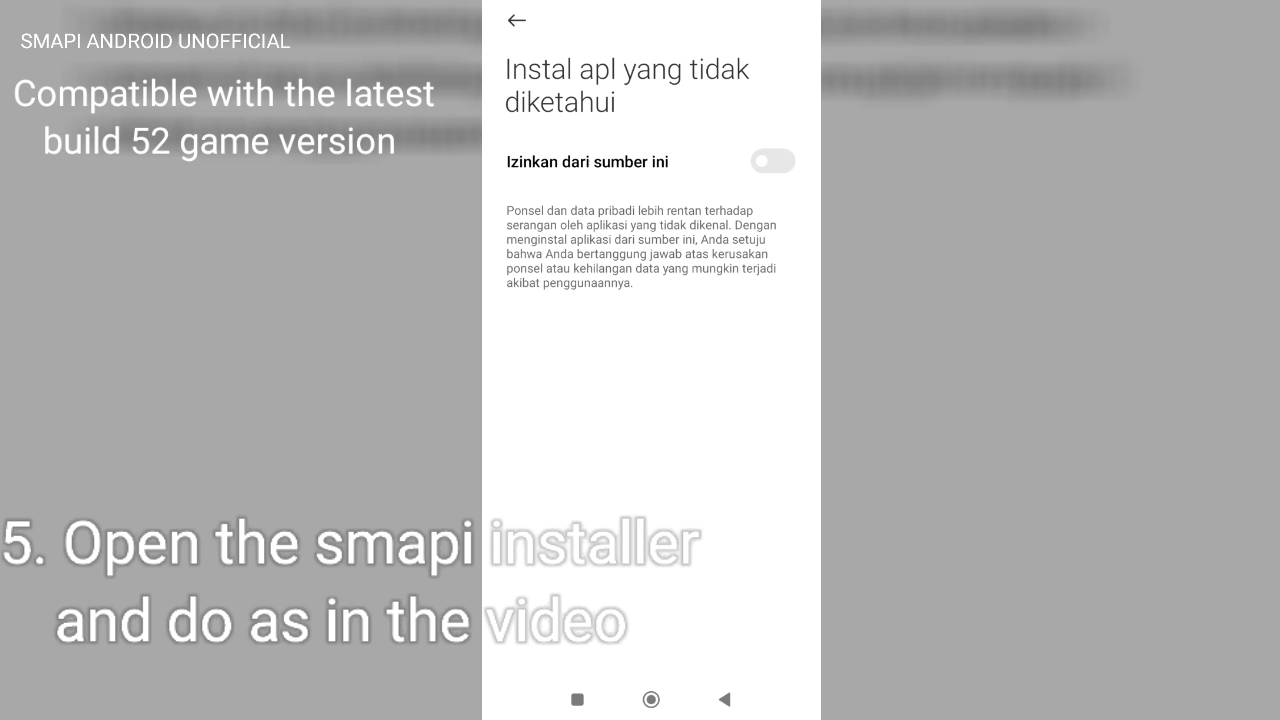 SMAPI ANDROID UNOFFICIAL
Compatible with the latest
build 52 game version
Instal apl yang tidak
diketahui
Izinkan dari sumber ini
Ponsel dan data pribadi lebih rentan terhadap
serangan oleh aplikasi yang tidak dikenal. Dengan
menginstal aplikasi dari sumber ini, Anda setuju
bahwa Anda bertanggung jawab atas kerusakan
ponsel atau kehilangan data yang mungkin terjadi
akibat penggunaannya.
5. Open the smapi installer
and do as in the video